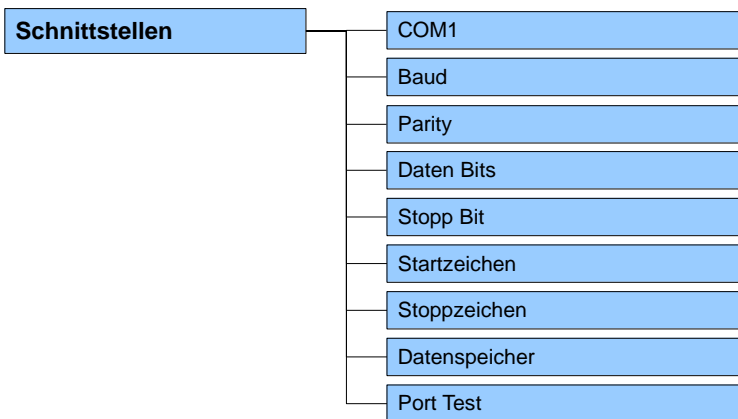 Schnittstellen
COM1
Baud
Parity
Daten Bits
Stopp Bit
Startzeichen
Stoppzeichen
Datenspeicher
Port Test